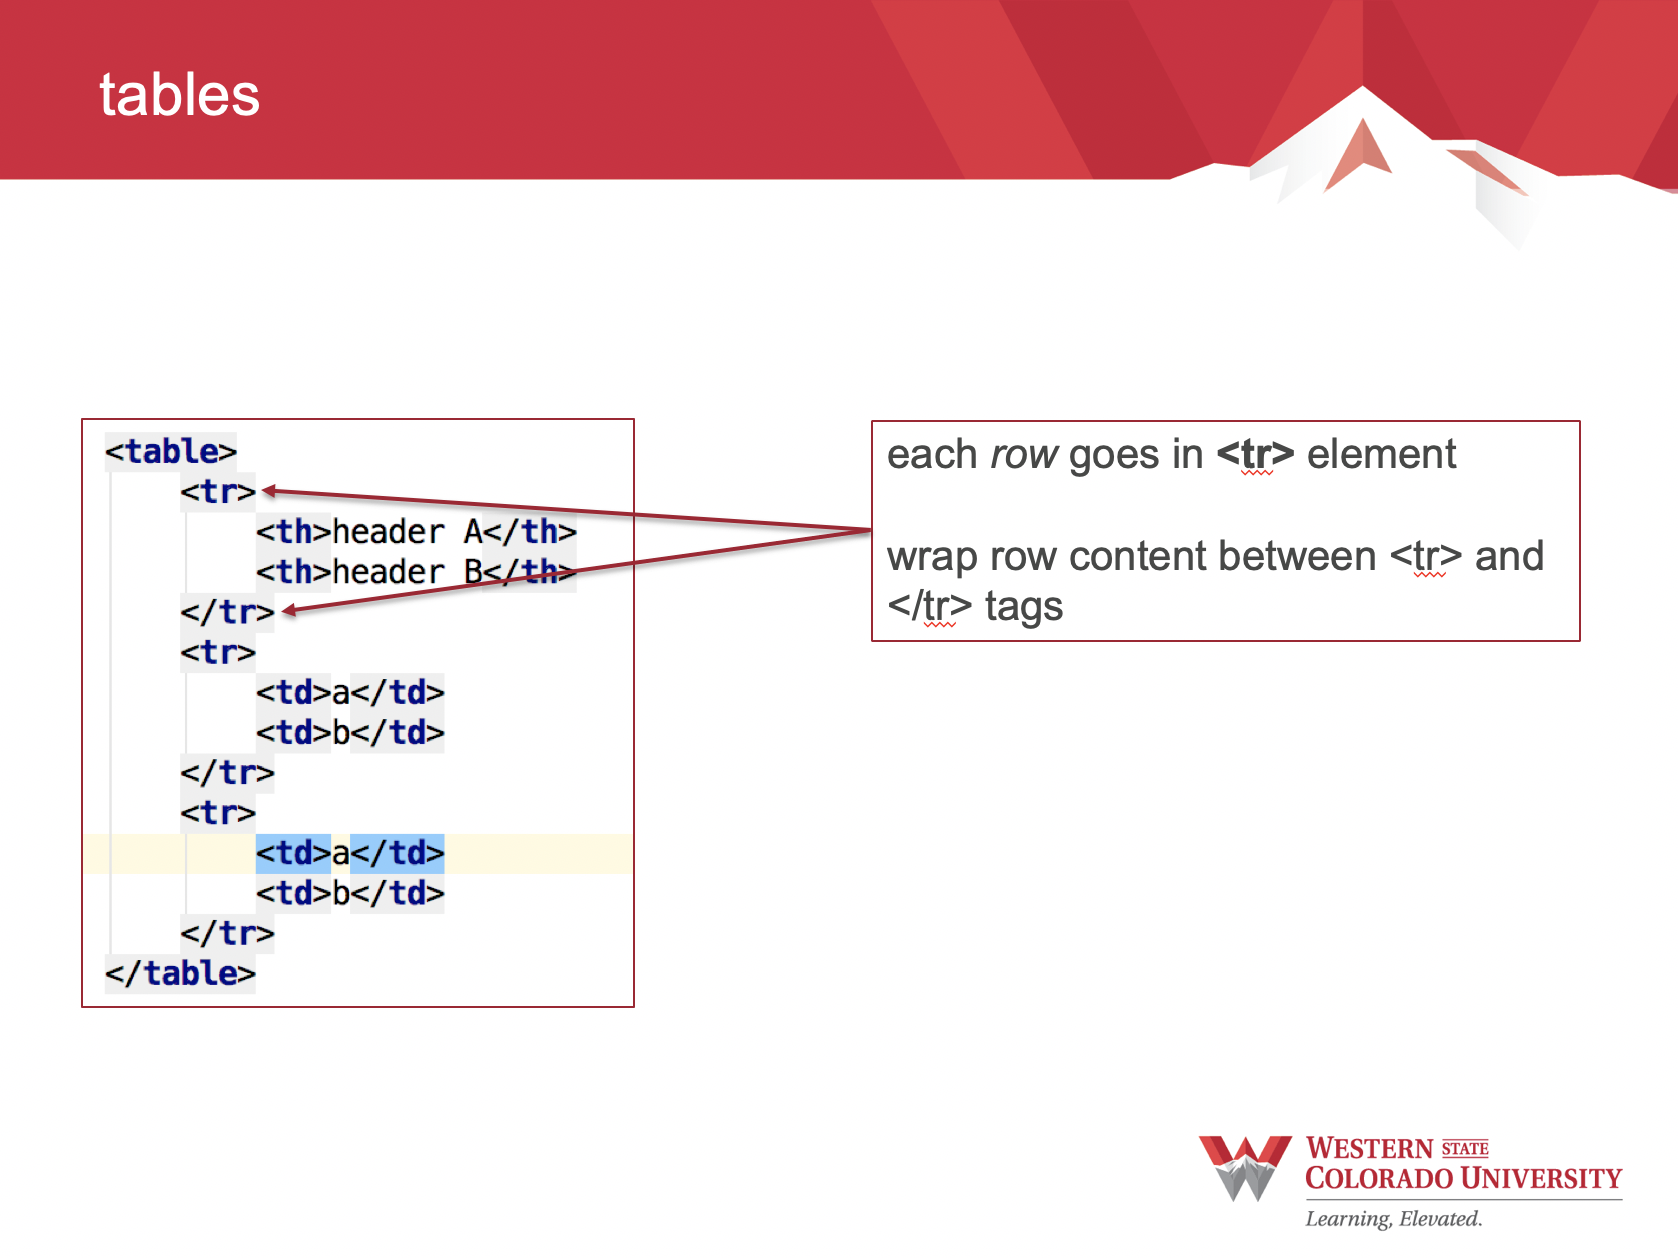 tables
<table>
<tr>
<th>header A</th>
<th>header B</th>
</tr>
<tr>
<td>a</td>
<td>b</td>
</tr>
<tr>
<td>a</td>
<td>b</td>
</tr>
</table>
each row goes in <tr> element
wrap row content between <tr> and
</tr> tags
WESTERN STATE
COLORADO UNIVERSITY
Learning, Elevated.